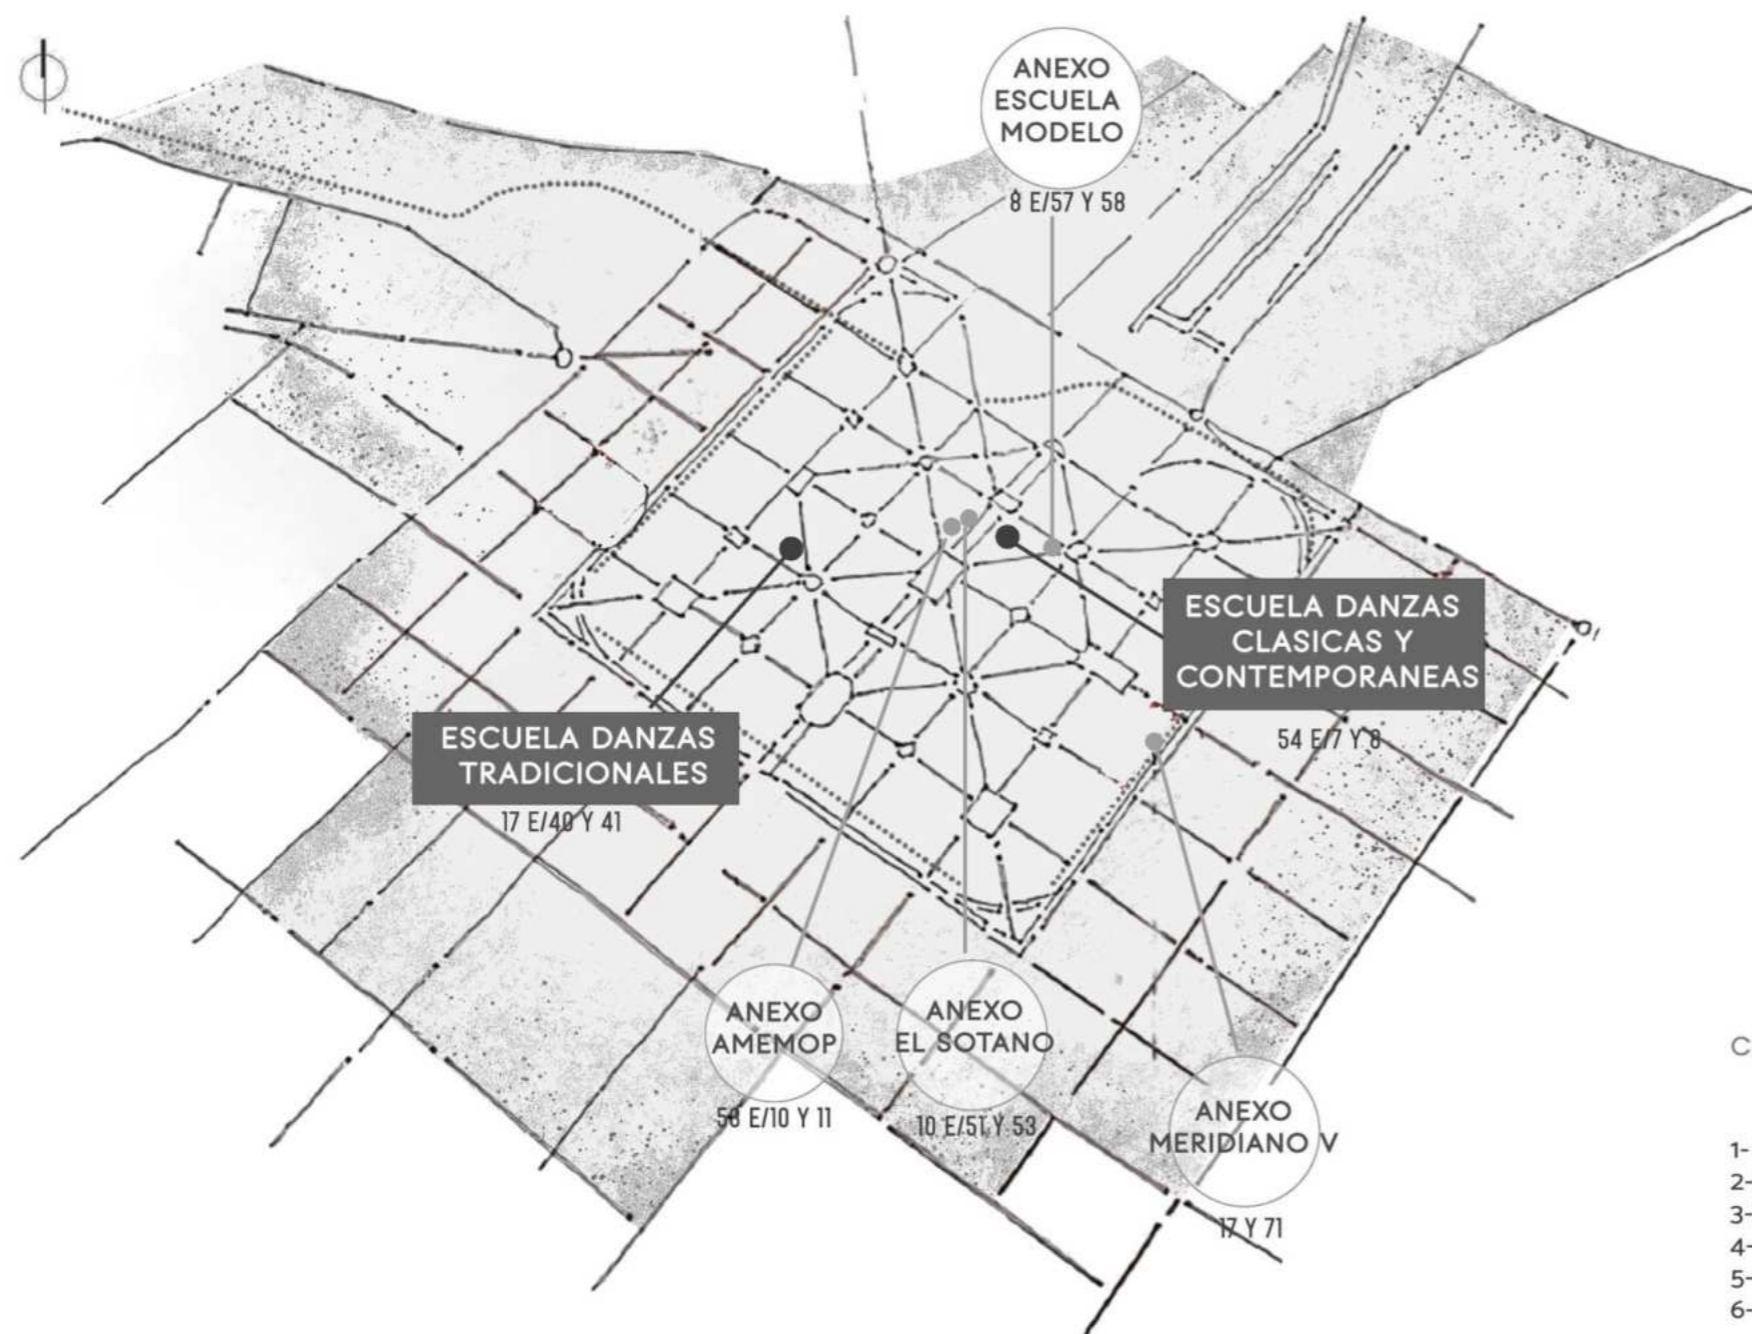 ANEXO
ESCUELA
MODELO
8 E/57 Y 58
ESCUELA DANZAS
CLASICAS Y
CONTEMPORANEAS
54 E/7 Y 8
ESCUELA DANZAS
TRADICIONALES
17 E/40 Y 41
ANEXO
AMEMOP
58 E/10 Y 11
ANEXO
EL SOTANO
10 E/51 Y 53
ANEXO
MERIDIANO V
17 Y 71
C
1-
2-
3-
4-
5-
6-